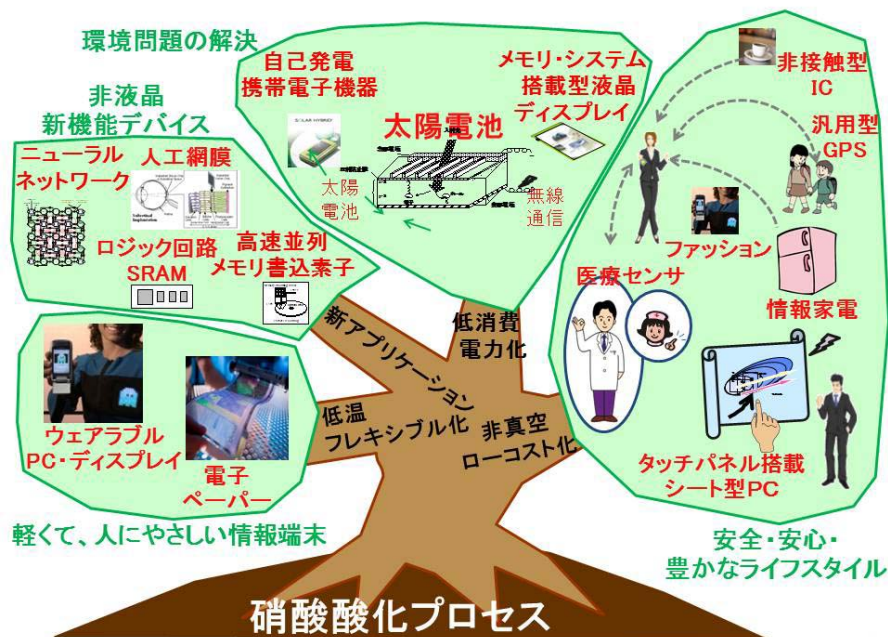 環境問題の解決
自己発電
携帯電子機器
メモリ・システム
搭載型液晶
ディスプレイ
太陽電池
太陽
電池
無線
通信
非液晶
新機能デバイス
ニューラル
ネットワーク
人工網膜
ロジック回路
SRAM
高速並列
メモリ書込素子
非接触型
IC
汎用型
GPS
ファッション
医療センサ
情報家電
タッチパネル搭載
シート型PC
安全・安心・
豊かなライフスタイル
ウェアラブル
PC・ディスプレイ
電子
ペーパー
軽くて、人にやさしい情報端末
新アプリケーション
低消費
電力化
低温
フレキシブル化
非真空
ローコスト化
硝酸酸化プロセス